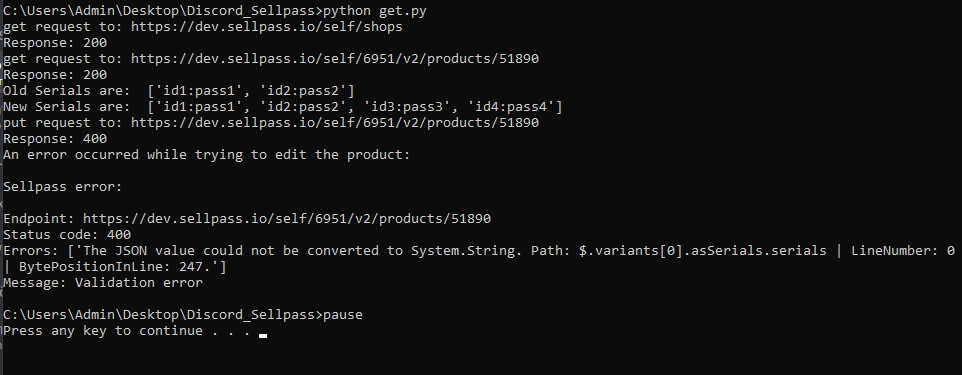 C:\Users\Admin\Desktop\Discord_Sellpass>python get.py
get request to: https://dev.sellpass.io/self/shops
Response: 200
get request to: https://dev.sellpass.io/self/6951/v2/products/51890
Response: 200
Old Serials are:  ['id1:pass1', 'id2:pass2']
New Serials are:  ['id1:pass1', 'id2:pass2', 'id3:pass3', 'id4:pass4']
put request to: https://dev.sellpass.io/self/6951/v2/products/51890
Response: 400
An error occurred while trying to edit the product:
Sellpass error:
Endpoint: https://dev.sellpass.io/self/6951/v2/products/51890
Status code: 400
Errors: ['The JSON value could not be converted to System.String. Path: $.variants[0].asSerials.serials | LineNumber: 0
| BytePositionInLine: 247.']
Message: Validation error
C:\Users\Admin\Desktop\Discord_Sellpass>pause
Press any key to continue . . .